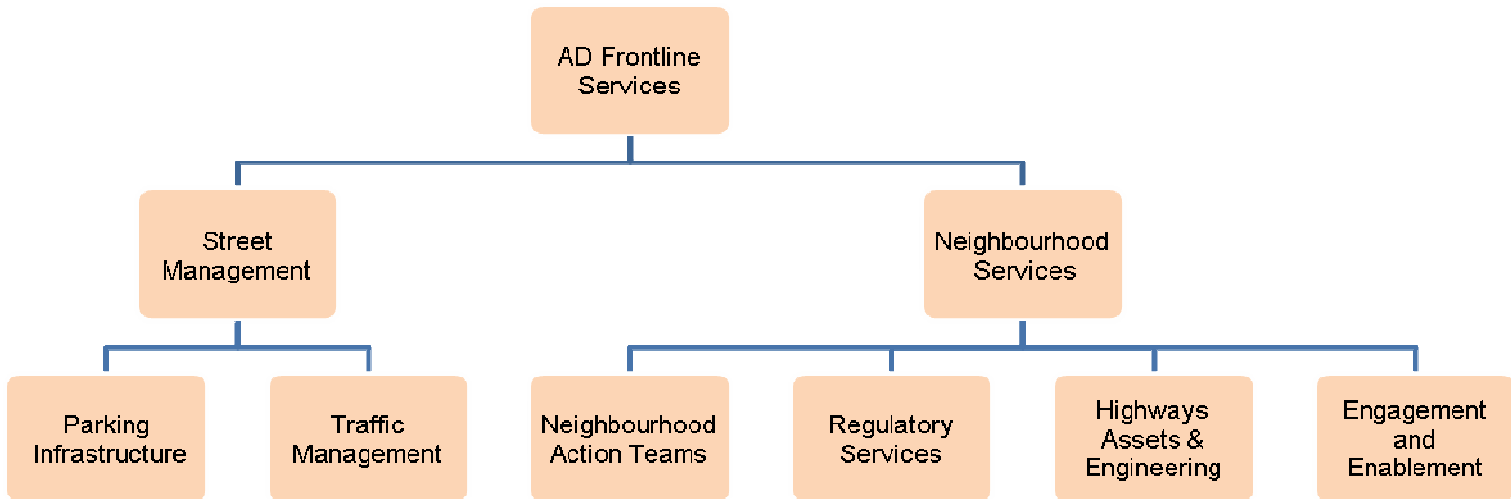 AD Frontline
Services
Street
Management
Neighbourhood
Services
Parking
Infrastructure
Traffic
Management
Neighbourhood
Action Teams
Regulatory
Services
Highways
Assets &
Engineering
Engagement
and
Enablement